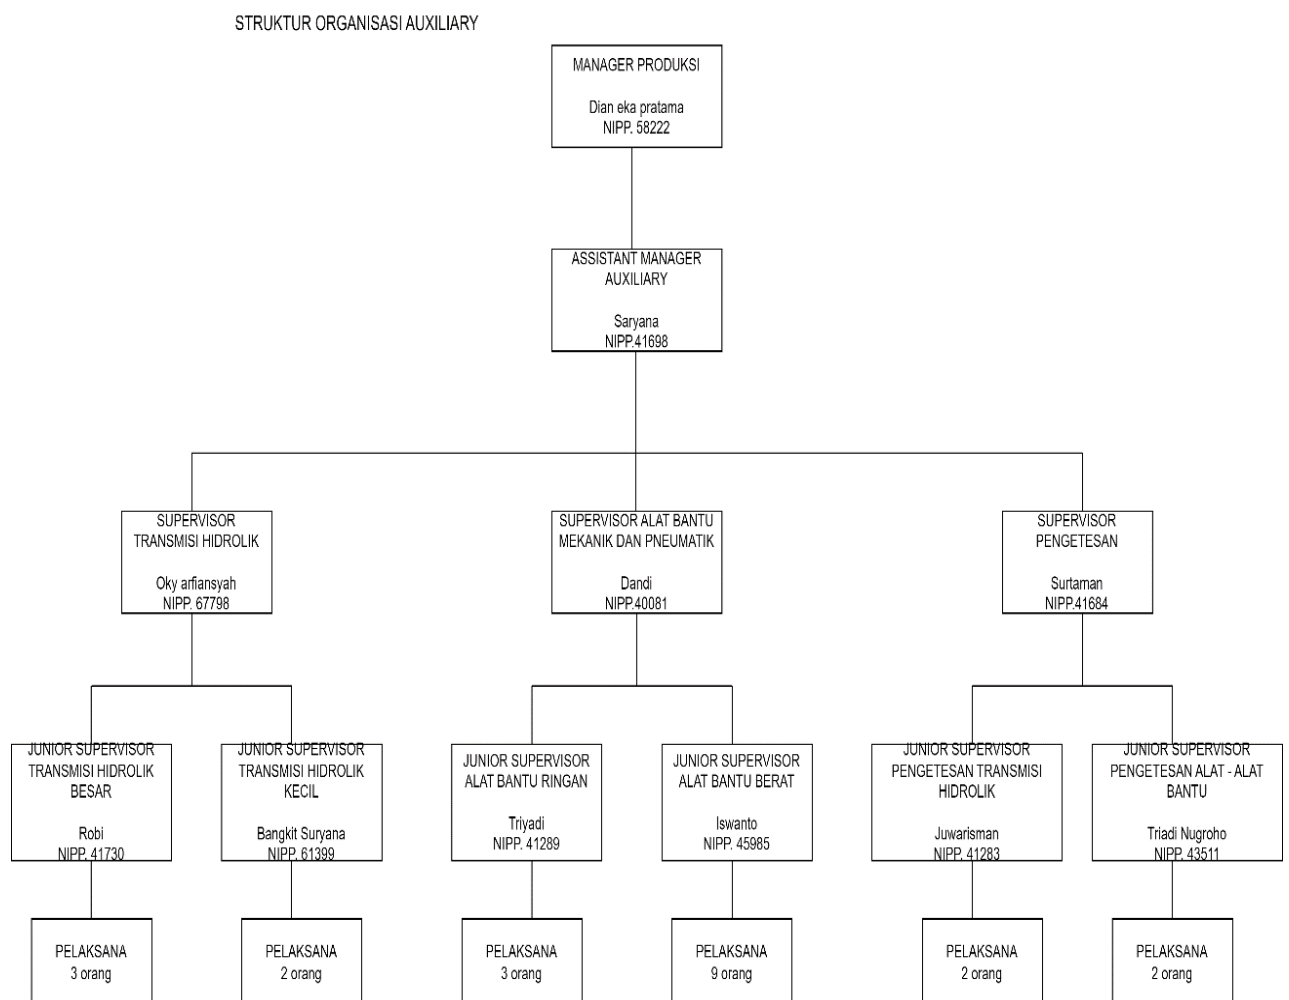 STRUKTUR ORGANISASI AUXILIARY
MANAGER PRODUKSI
Dian eka pratama
NIPP. 58222
ASSISTANT MANAGER
AUXILIARY
Saryana
NIPP.41698
SUPERVISOR
TRANSMISI HIDROLIK
Oky arfiansyah
NIPP. 67798
SUPERVISOR ALAT BANTU
MEKANIK DAN PNEUMATIK
Dandi
NIPP.40081
SUPERVISOR
PENGETESAN
Surtaman
NIPP.41684
JUNIOR SUPERVISOR
TRANSMISI HIDROLIK
BESAR
Robi
NIPP. 41730
JUNIOR SUPERVISOR
TRANSMISI HIDROLIK
KECIL
Bangkit Suryana
NIPP. 61399
JUNIOR SUPERVISOR
ALAT BANTU RINGAN
Triyadi
NIPP. 41289
JUNIOR SUPERVISOR
ALAT BANTU BERAT
Iswanto
NIPP. 45985
JUNIOR SUPERVISOR
PENGETESAN TRANSMISI
HIDROLIK
Juwarisman
NIPP. 41283
JUNIOR SUPERVISOR
PENGETESAN ALAT - ALAT
BANTU
Triadi Nugroho
NIPP. 43511
PELAKSANA
3 orang
PELAKSANA
2 orang
PELAKSANA
3 orang
PELAKSANA
9 orang
PELAKSANA
2 orang
PELAKSANA
2 orang